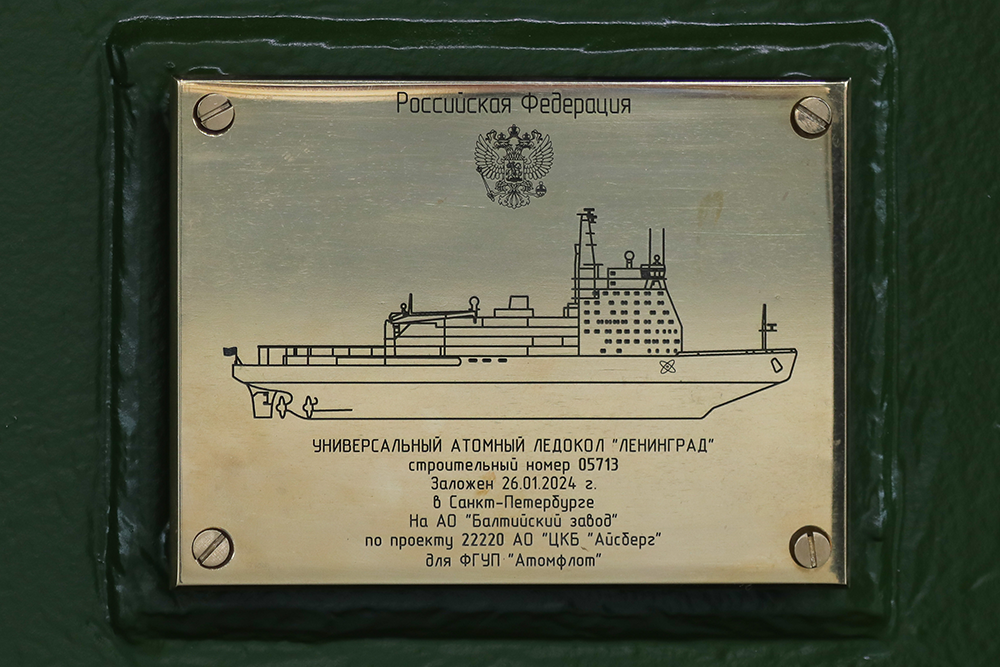 Российская Федерация
УНИВЕРСАЛЬНЫЙ АТОМНЫЙ ЛЕДОКОЛ "ЛЕНИНГРАД"
строительный номер 05713
Заложен 26.01.2024 г.
в Санкт-Петербурге
На АО "Балтийский завод"
по проекту 22220 АО "ЦКБ "Айсберг"
для ФГУП "Атомфлот"